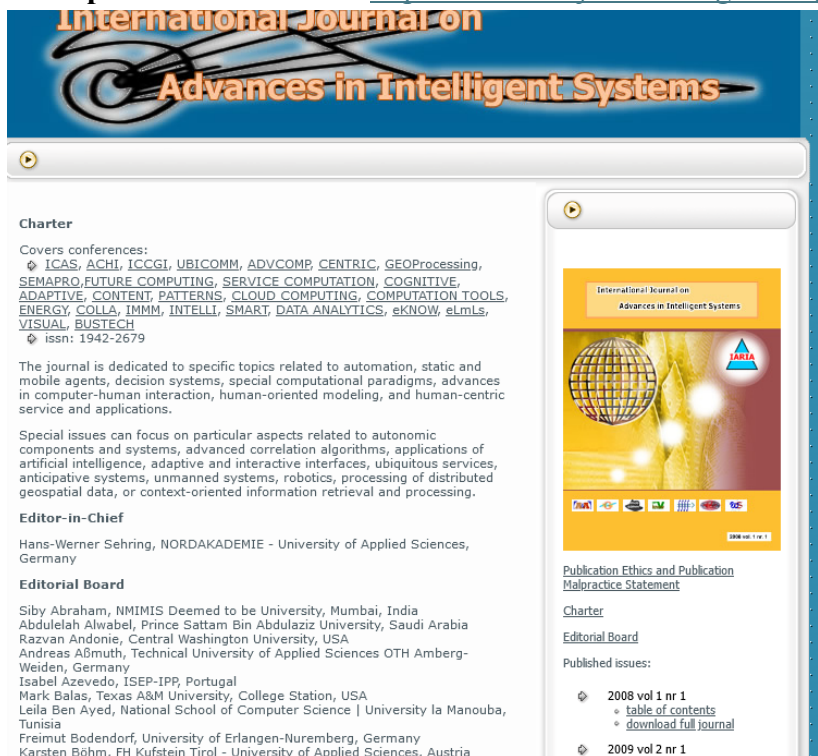 International Journal on
Advances in Intelligent Systems
Charter
Covers conferences:
ICAS, ACHI, ICCGI, UBICOMM, ADVCOMP, CENTRIC, GEOProcessing,
SEMAPRO,FUTURE COMPUTING, SERVICE COMPUTATION, COGNITIVE,
ADAPTIVE, CONTENT, PATTERNS, CLOUD COMPUTING, COMPUTATION TOOLS,
ENERGY, COLLA, IMMM, INTELLI, SMART, DATA ANALYTICS, eKNOW, eLmLs,
VISUAL, BUSTECH
issn: 1942-2679
The journal is dedicated to specific topics related to automation, static and
mobile agents, decision systems, special computational paradigms, advances
in computer-human interaction, human-oriented modeling, and human-centric
service and applications.
Special issues can focus on particular aspects related to autonomic
components and systems, advanced correlation algorithms, applications of
artificial intelligence, adaptive and interactive interfaces, ubiquitous services,
anticipative systems, unmanned systems, robotics, processing of distributed
geospatial data, or context-oriented information retrieval and processing.
Editor-in-Chief
Hans-Werner Sehring, NORDAKADEMIE - University of Applied Sciences,
Germany
Editorial Board
Siby Abraham, NMIMIS Deemed to be University, Mumbai, India
Abdulelah Alwabel, Prince Sattam Bin Abdulaziz University, Saudi Arabia
Razvan Andonie, Central Washington University, USA
Andreas Aßmuth, Technical University of Applied Sciences OTH Amberg-
Weiden, Germany
Isabel Azevedo, ISEP-IPP, Portugal
Mark Balas, Texas A&M University, College Station, USA
Leila Ben Ayed, National School of Computer Science | University la Manouba,
Tunisia
Freimut Bodendorf, University of Erlangen-Nuremberg, Germany
Karsten Böhm, FH Kufstein Tirol - University of Applied Sciences, Austria
International Journal on
Advances in Intelligent Systems
IARIA
2008 vol 1 nr. 1
Publication Ethics and Publication
Malpractice Statement
Charter
Editorial Board
Published issues:
2008 vol 1 nr 1
table of contents
download full journal
2009 vol 2 nr 1